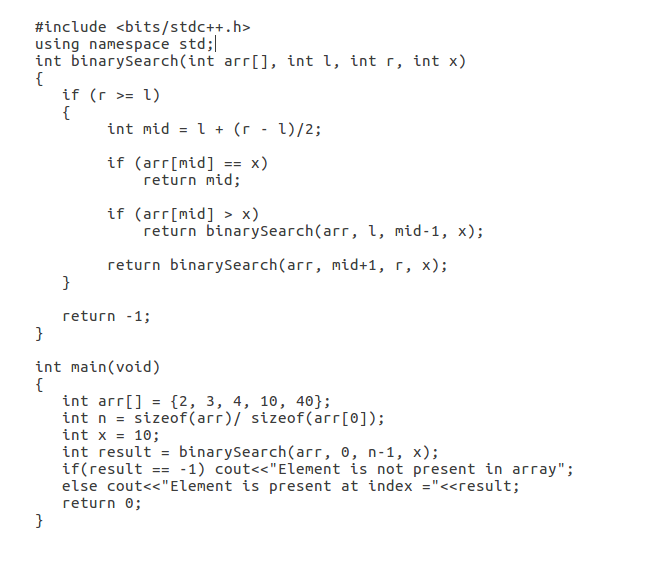 #include <bits/stdc++.h>
using namespace std;
int binarySearch(int arr[], int l, int r, int x)
{
   if (r >= l)
   {
        int mid = l + (r - l)/2;

        if (arr[mid] == x)
            return mid;

        if (arr[mid] > x)
            return binarySearch(arr, l, mid-1, x);

        return binarySearch(arr, mid+1, r, x);
   }

   return -1;
}

int main(void)
{
   int arr[] = {2, 3, 4, 10, 40};
   int n = sizeof(arr)/ sizeof(arr[0]);
   int x = 10;
   int result = binarySearch(arr, 0, n-1, x);
   if(result == -1) cout<<"Element is not present in array";
   else cout<<"Element is present at index ="<<result;
   return 0;
}